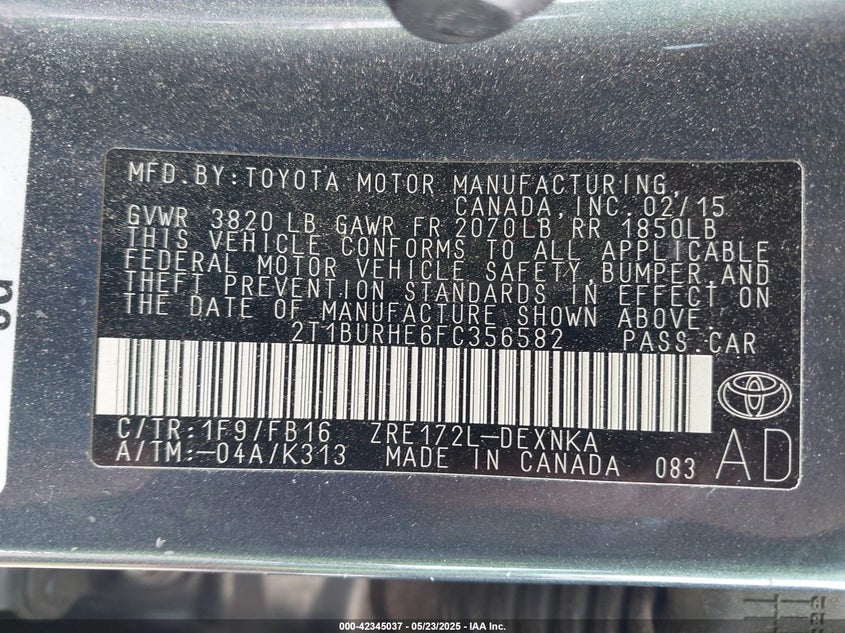 MFD.BY:TOYOTA MOTOR MANUFACTURING,
CANADA,INC.02/15
GVWR 3820 LB GAWR FR 2070LB RR 1850LB
THIS VEHICLE CONFORMS TO ALL APPLICABLE
FEDERAL MOTOR VEHICLE SAFETY,BUMPER,AND
THEFT PREVENTION STANDARDS IN EFFECT ON
THE DATE OF MANUFACTURE SHOWN ABOVE.
2T1BURHE6FC356582 PASS.CAR
C/TR:1F9/FB16 ZRE172L-DEXNKA
A/TM:-04A/K313 MADE IN CANADA 083 AD
000-42345037 - 05/23/2025 - IAA Inc.